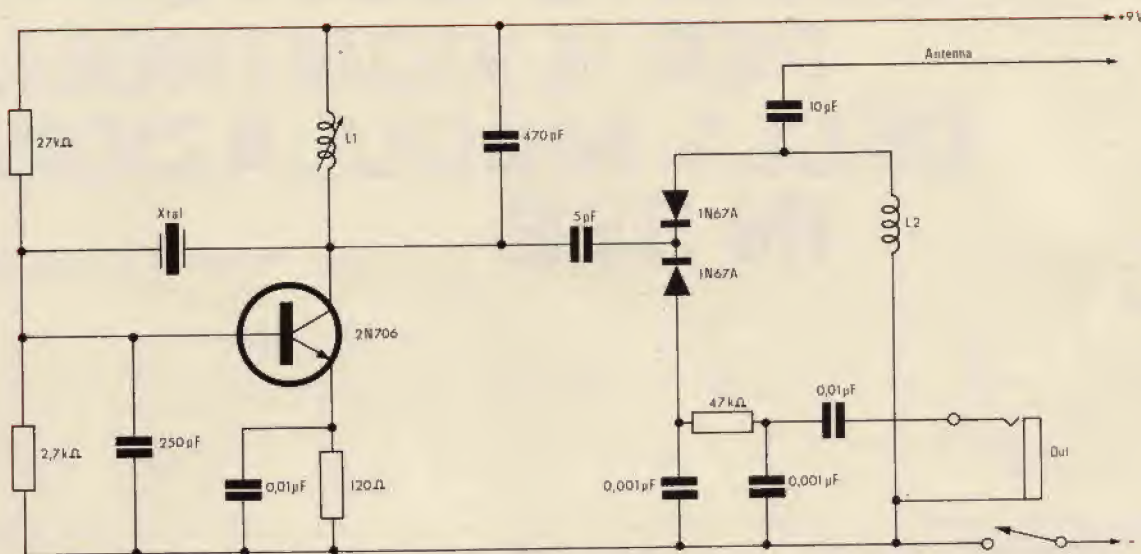 +9V
Antenna
10pF
27kΩ
L1
470pF
Xtal
5pF
1N67A
L2
1N67A
2N706
47kΩ
0,01µF
2,7kΩ
250pF
0,01µF
120Ω
0,001µF
0,001µF
Out
-